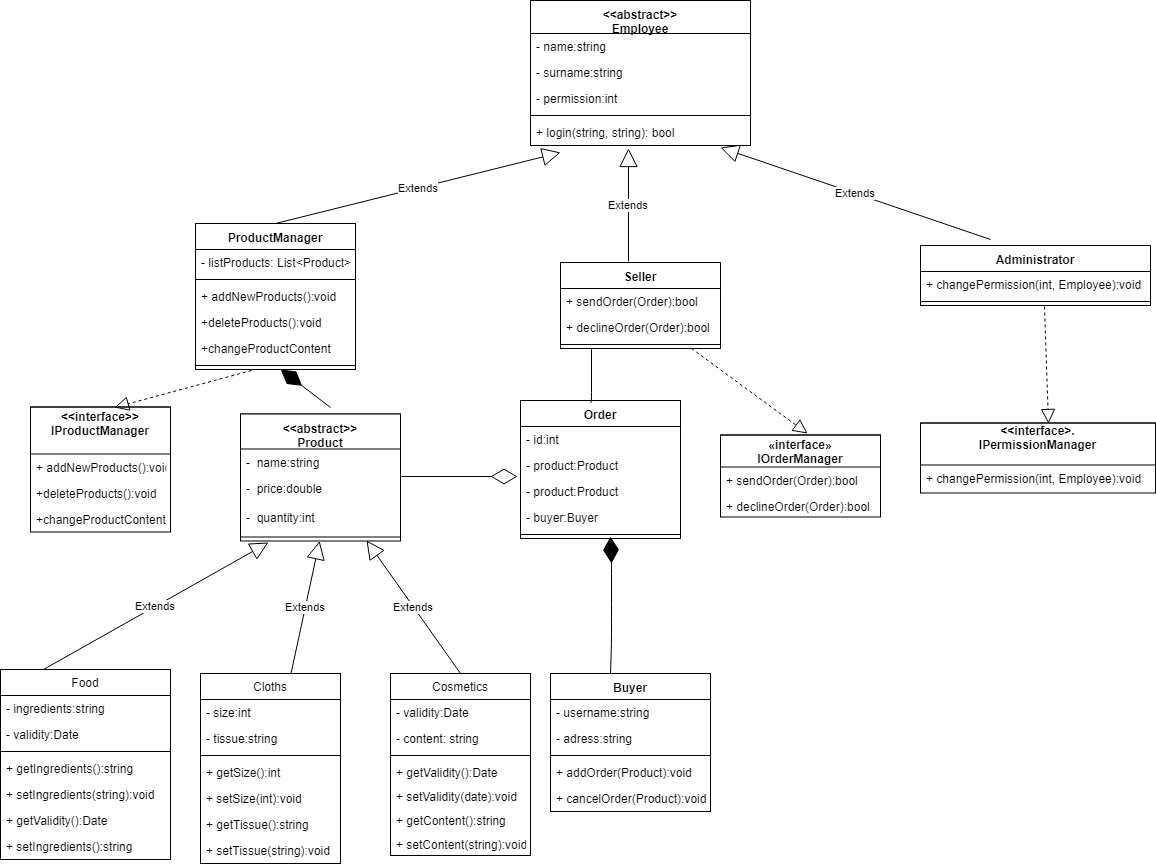 <<abstract>>
Employee
- name:string
- surname:string
- permission:int
+ login(string, string): bool
Extends
Extends
Extends
ProductManager
- listProducts: List<Product>
+ addNewProducts():void
+deleteProducts():void
+changeProductContent
Seller
+ sendOrder(Order):bool
+ declineOrder(Order):bool
Administrator
+ changePermission(int, Employee):void
<<interface>>
IProductManager
+ addNewProducts():voi
+deleteProducts():void
+changeProductContent
<<abstract>>
Product
- name:string
- price:double
- quantity:int
Order
- id:int
- product:Product
- product:Product
- buyer:Buyer
«interface»
IOrderManager
+ sendOrder(Order):bool
+ declineOrder(Order):bool
<<interface>.
IPermissionManager
+ changePermission(int, Employee):void
Extends
Extends
Extends
Food
- ingredients:string
- validity:Date
+ getIngredients():string
+ setIngredients(string):void
+ getValidity():Date
+ setIngredients():string
Cloths
- size:int
- tissue:string
+ getSize():int
+ setSize(int):void
+ getTissue():string
+ setTissue(string):void
Cosmetics
- validity:Date
- content: string
+ getValidity():Date
+ setValidity(date):void
+ getContent():string
+ setContent(string):void
Buyer
- username:string
- adress:string
+ addOrder(Product):void
+ cancelOrder(Product):void